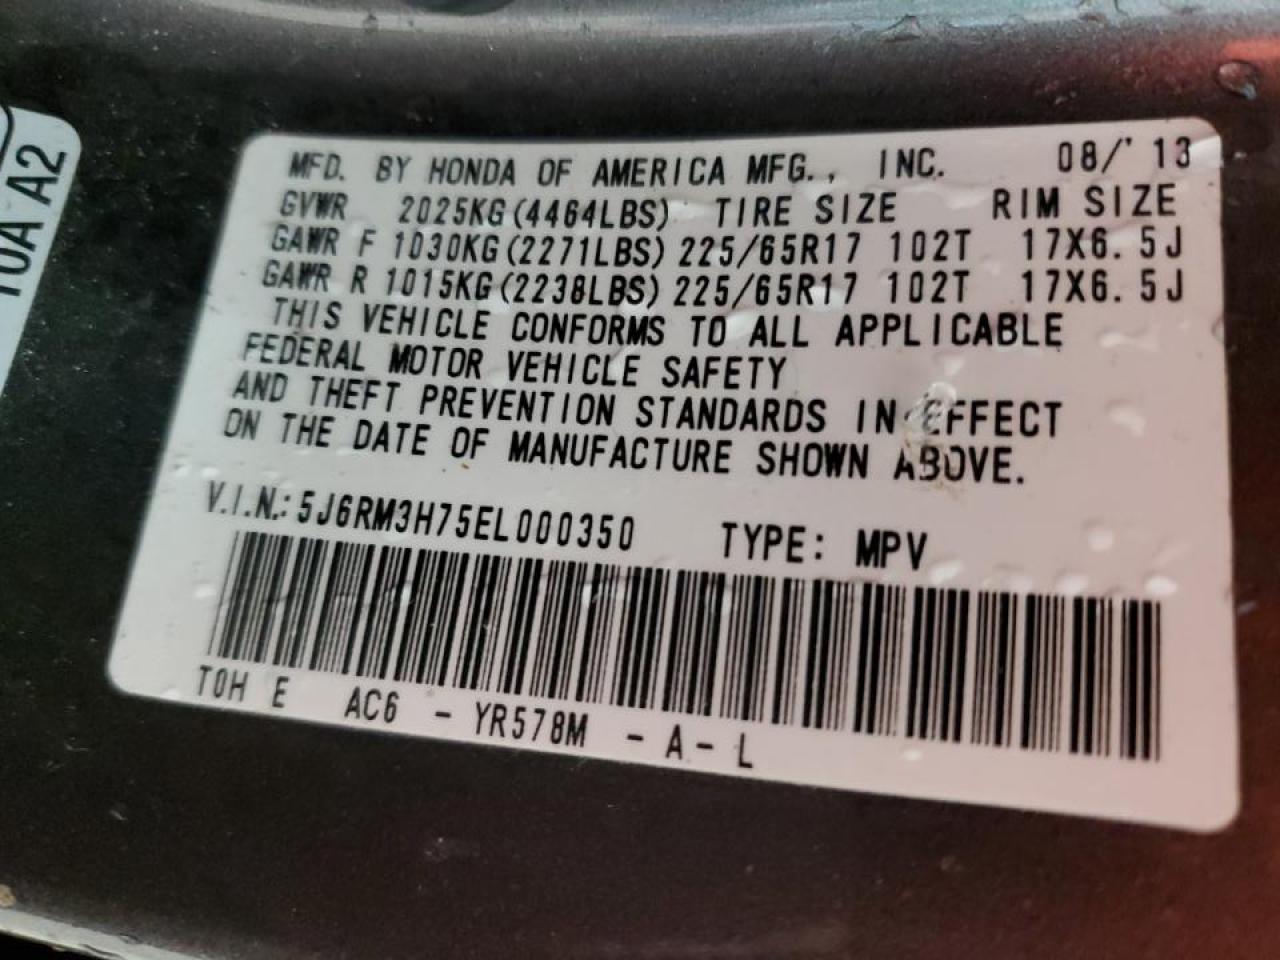 MFD. BY HONDA OF AMERICA MFG., INC. 08/'13
GVWR 2025KG(4464LBS) TIRE SIZE RIM SIZE
GAWR F 1030KG(2271LBS) 225/65R17 102T 17X6.5J
GAWR R 1015KG(2238LBS) 225/65R17 102T 17X6.5J
THIS VEHICLE CONFORMS TO ALL APPLICABLE
FEDERAL MOTOR VEHICLE SAFETY
AND THEFT PREVENTION STANDARDS IN EFFECT
ON THE DATE OF MANUFACTURE SHOWN ABOVE.
V.I.N.: 5J6RM3H75EL000350 TYPE: MPV
T0H E AC6 - YR578M - A - L
T0A A2